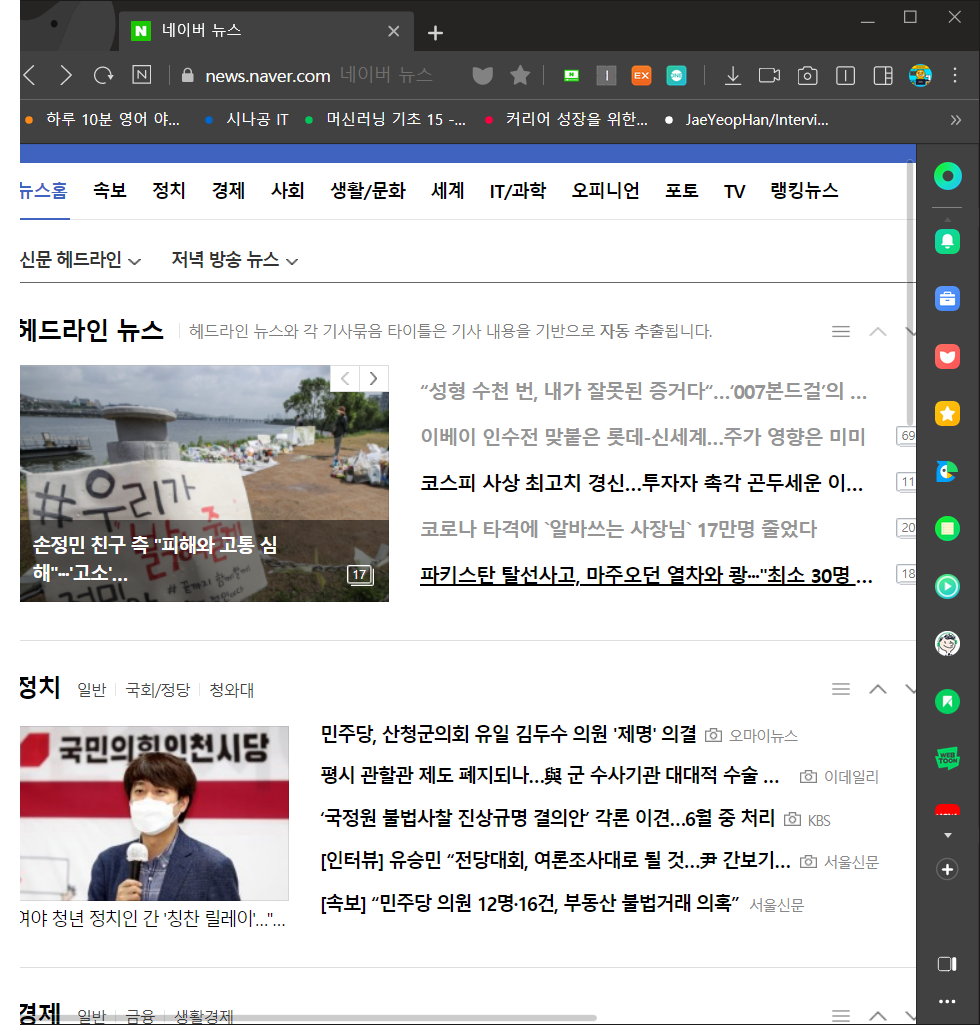 네이버 뉴스
news.naver.com 네이버 뉴스
EX
하루 10분 영어 야... 시나공 IT 머신러닝 기초 15 -... 커리어 성장을 위한... JaeYeopHan/Intervi...
뉴스홈 속보 정치 경제 사회 생활/문화 세계 IT/과학 오피니언 포토 TV 랭킹뉴스
신문 헤드라인 저녁 방송 뉴스
헤드라인 뉴스 헤드라인 뉴스와 각 기사묶음 타이틀은 기사 내용을 기반으로 자동 추출됩니다.
#우리가
손정민 친구 측 "피해와 고통 심
해"…'고소'...
17
“성형 수천 번, 내가 잘못된 증거다“…‘007본드걸’의 ...
이베이 인수전 맞붙은 롯데-신세계…주가 영향은 미미 69
코스피 사상 최고치 경신…투자자 촉각 곤두세운 이... 11
코로나 타격에 `알바쓰는 사장님` 17만명 줄었다 20
파키스탄 탈선사고, 마주오던 열차와 쾅…"최소 30명 ... 18
정치 일반 국회/정당 청와대
국민의힘인천시당
여야 청년 정치인 간 '칭찬 릴레이'…"...
민주당, 산청군의회 유일 김두수 의원 '제명' 의결 오마이뉴스
평시 관할관 제도 폐지되나…與 군 수사기관 대대적 수술 ... 이데일리
‘국정원 불법사찰 진상규명 결의안’ 각론 이견…6월 중 처리 KBS
[인터뷰] 유승민 “전당대회, 여론조사대로 될 것…尹 간보기... 서울신문
[속보] “민주당 의원 12명·16건, 부동산 불법거래 의혹” 서울신문
경제 일반 금융 생활경제
WEB
TOON